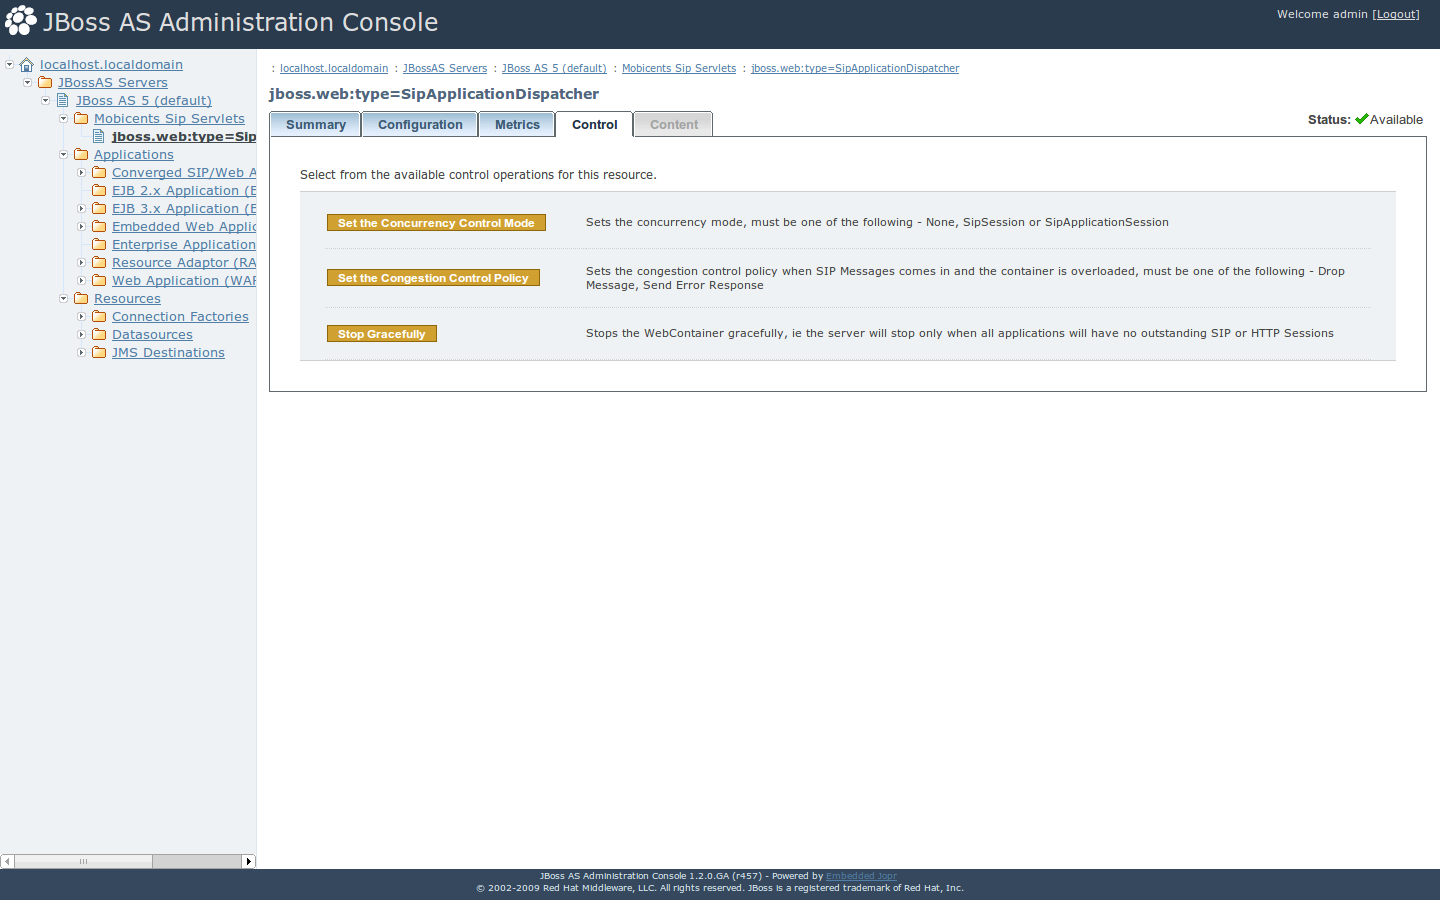 JBoss AS Administration Console
Welcome admin [Logout]
localhost.localdomain
JBossAS Servers
JBoss AS 5 (default)
Mobicents Sip Servlets
jboss.web:type=Sip
Applications
Converged SIP/Web A
EJB 2.x Application (E
EJB 3.x Application (E
Embedded Web Applic
Enterprise Application
Resource Adaptor (RA
Web Application (WAF
Resources
Connection Factories
Datasources
JMS Destinations
: localhost.localdomain : JBossAS Servers : JBoss AS 5 (default) : Mobicents Sip Servlets : jboss.web:type=SipApplicationDispatcher
jboss.web:type=SipApplicationDispatcher
Summary Configuration Metrics Control Content
Status: Available
Select from the available control operations for this resource.
Set the Concurrency Control Mode
Sets the concurrency mode, must be one of the following - None, SipSession or SipApplicationSession
Set the Congestion Control Policy
Sets the congestion control policy when SIP Messages comes in and the container is overloaded, must be one of the following - Drop
Message, Send Error Response
Stop Gracefully
Stops the WebContainer gracefully, ie the server will stop only when all applications will have no outstanding SIP or HTTP Sessions
JBoss AS Administration Console 1.2.0.GA (r457) - Powered by Embedded Jopr
© 2002-2009 Red Hat Middleware, LLC. All rights reserved. JBoss is a registered trademark of Red Hat, Inc.